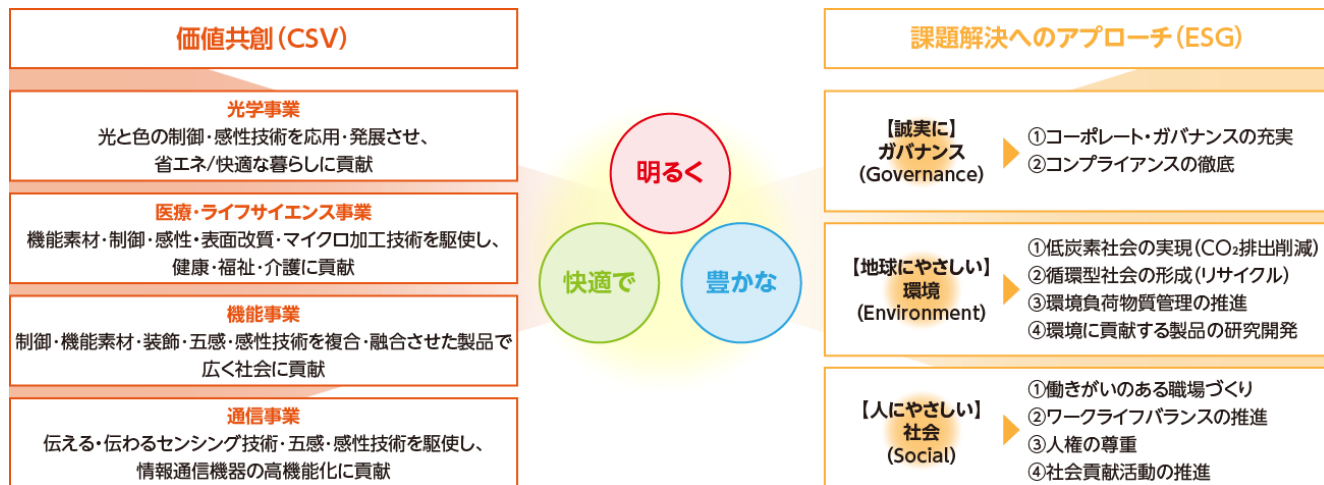 価値共創(CSV)
光学事業
光と色の制御・感性技術を応用・発展させ、
省エネ/快適な暮らしに貢献
医療・ライフサイエンス事業
機能素材・制御・感性・表面改質・マイクロ加工技術を駆使し、
健康・福祉・介護に貢献
機能事業
制御・機能素材・装飾・五感・感性技術を複合・融合させた製品で
広く社会に貢献
通信事業
伝える・伝わるセンシング技術・五感・感性技術を駆使し、
情報通信機器の高機能化に貢献
明るく
快適で
豊かな
課題解決へのアプローチ(ESG)
【誠実に】
ガバナンス
(Governance)
①コーポレート・ガバナンスの充実
②コンプライアンスの徹底
【地球にやさしい】
環境
(Environment)
①低炭素社会の実現(CO₂排出削減)
②循環型社会の形成(リサイクル)
③環境負荷物質管理の推進
④環境に貢献する製品の研究開発
【人にやさしい】
社会
(Social)
①働きがいのある職場づくり
②ワークライフバランスの推進
③人権の尊重
④社会貢献活動の推進